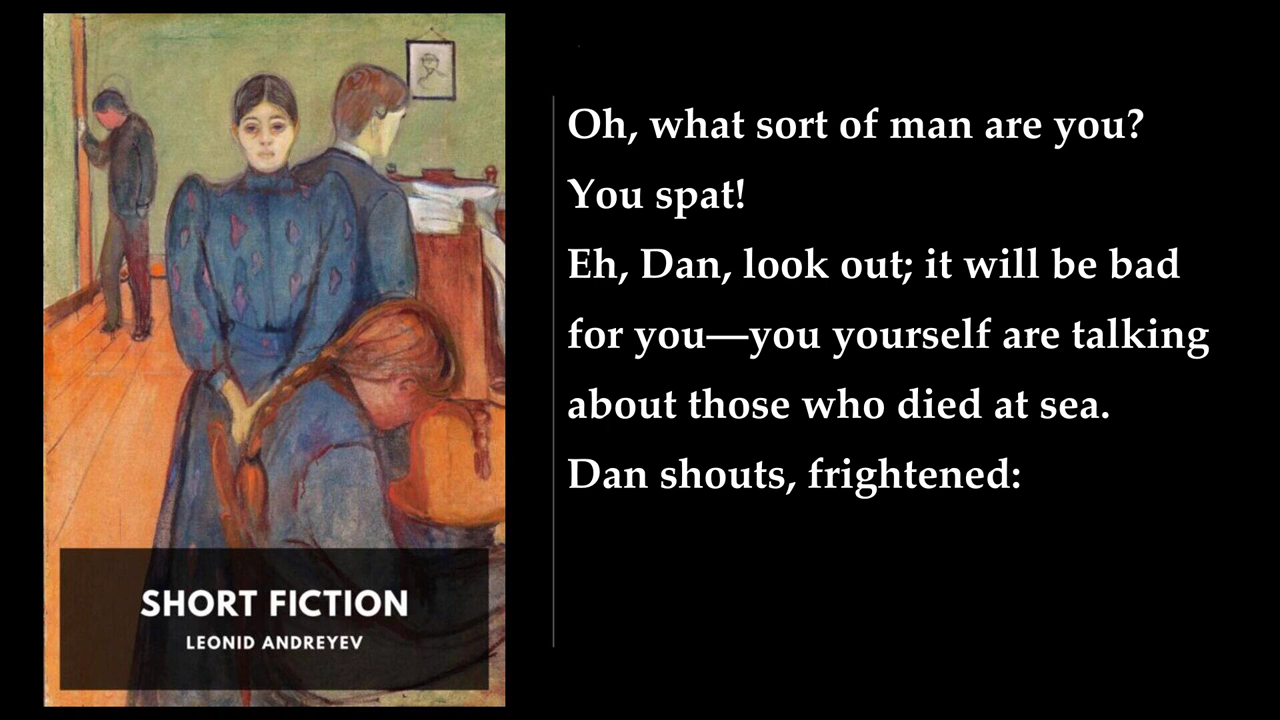 SHORT FICTION
LEONID ANDREYEV
Oh, what sort of man are you?
You spat!
Eh, Dan, look out; it will be bad
for you—you yourself are talking
about those who died at sea.
Dan shouts, frightened: